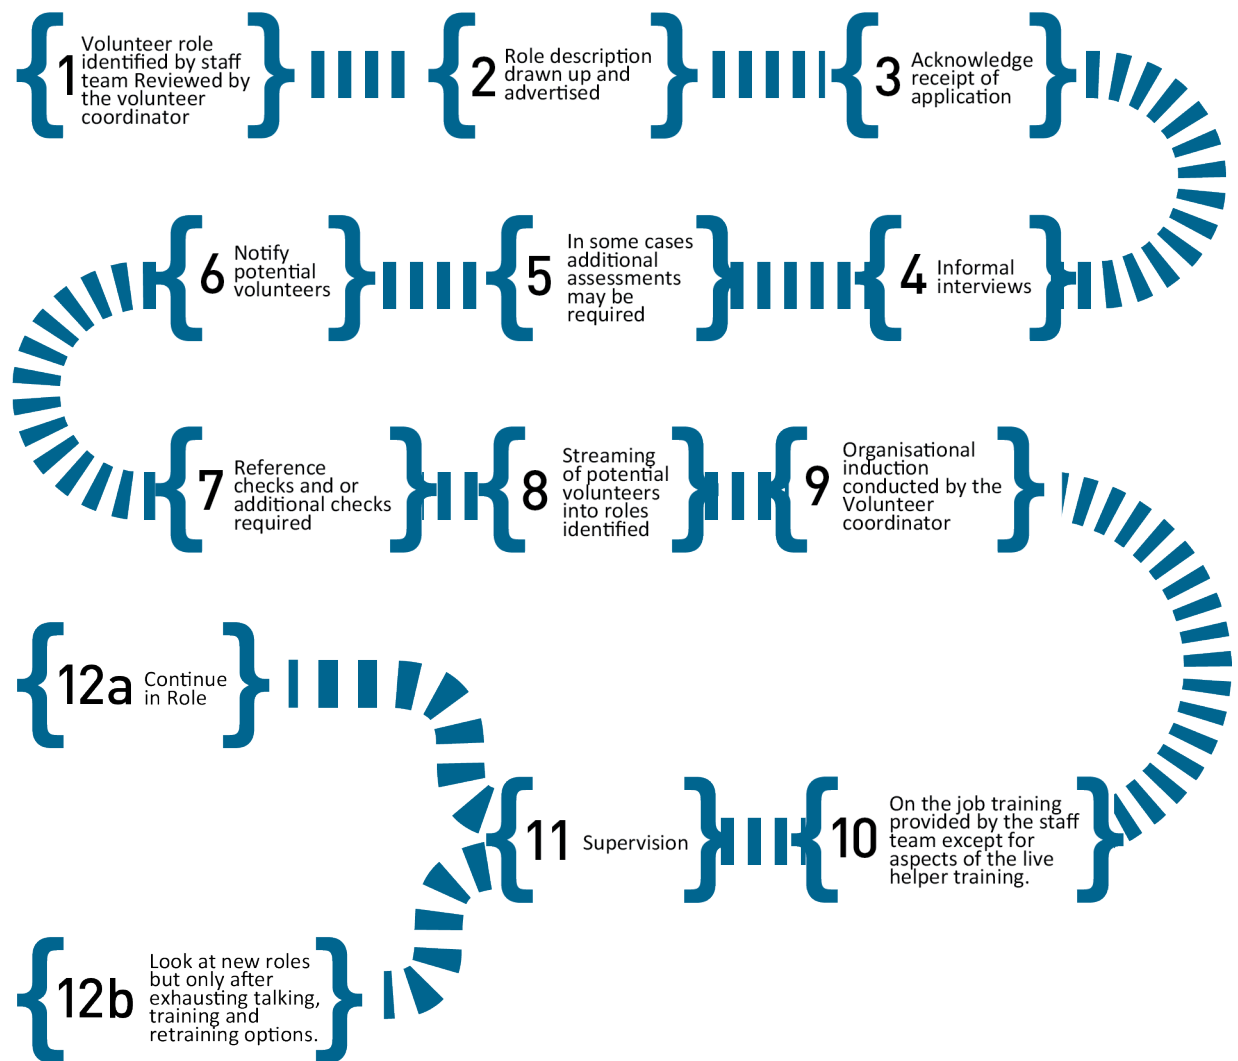 1
Volunteer role
identified by staff
team Reviewed by
the volunteer
coordinator
2
Role description
drawn up and
advertised
3
Acknowledge
receipt of
application
4
Informal
interviews
5
In some cases
additional
assessments
may be
required
6
Notify
potential
volunteers
7
Reference
checks and or
additional checks
required
8
Streaming
of potential
volunteers
into roles
identified
9
Organisational
induction
conducted by the
Volunteer
coordinator
10
On the job training
provided by the staff
team except for
aspects of the live
helper training.
11
Supervision
12a
Continue
in Role
12b
Look at new roles
but only after
exhausting talking,
training and
retraining options.